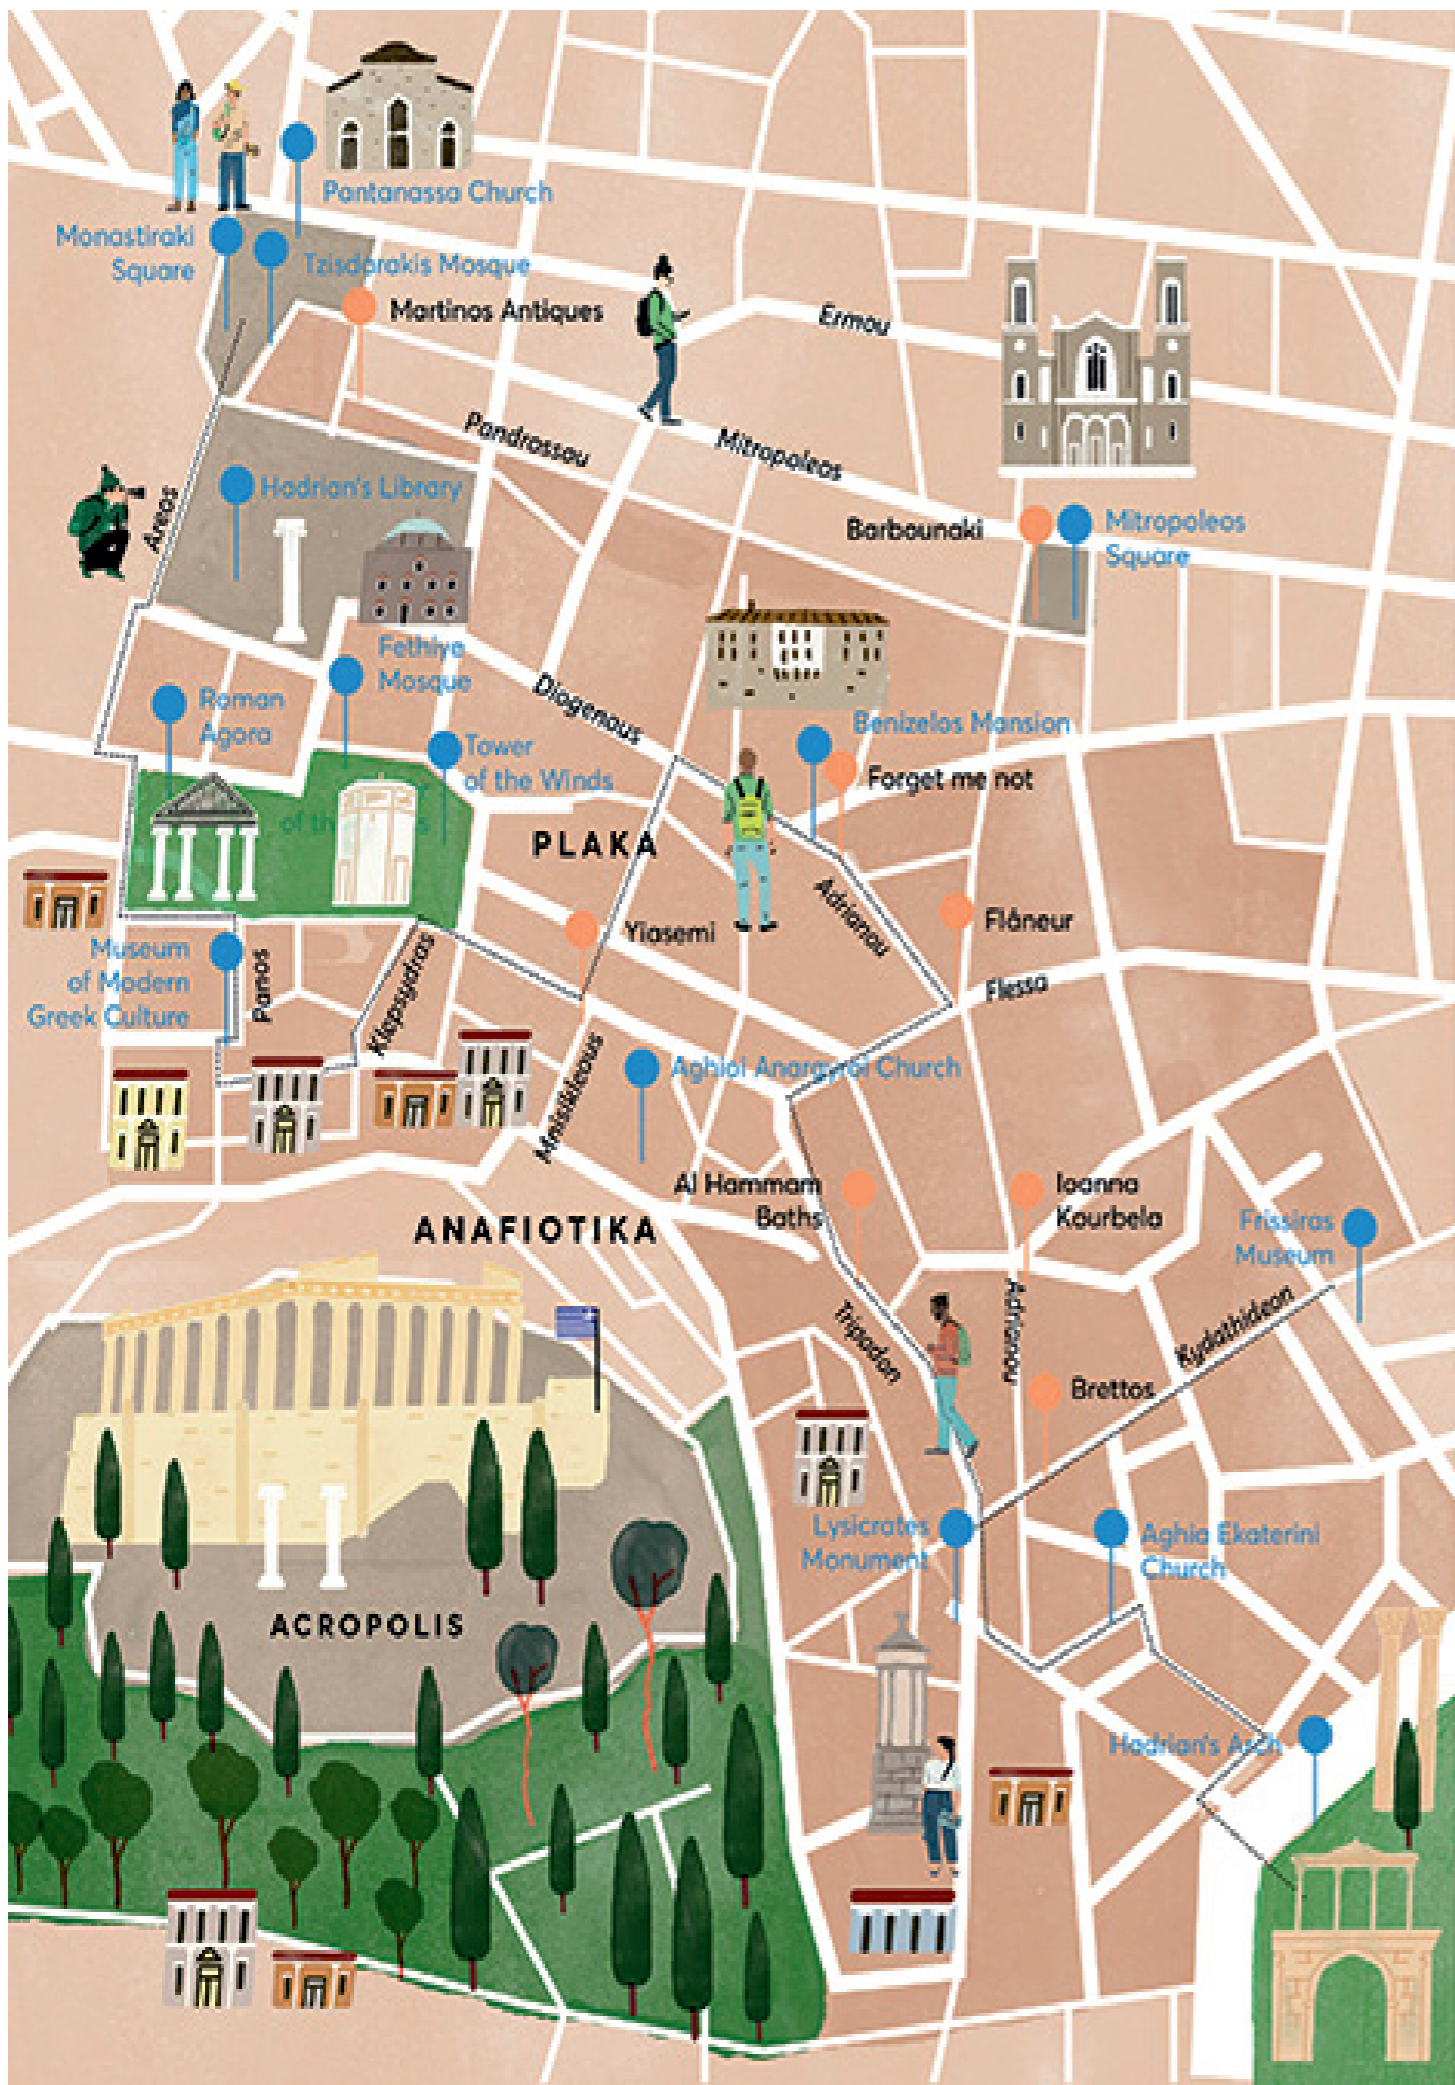 Pantanassa Church
Monastiraki
Square
Tzisdarakis Mosque
Martinos Antiques
Ermou
Pandrossou
Mitropoleos
Areos
Hadrian's Library
Barbounaki
Mitropoleos
Square
Fethiye
Mosque
Roman
Agora
Diogenous
Benizelos Mansion
Tower
of the Winds
Forget me not
of th
s
PLAKA
Adrianou
Flâneur
Yiasemi
Museum
of Modern
Greek Culture
Panos
Klepsydras
Flessa
Mnisikleous
Aghioi Anargyroi Church
Al Hammam
Baths
Ioanna
Kourbela
Frissiras
Museum
ANAFIOTIKA
Tripodon
Adrianou
Kydathideon
Brettos
Lysicrates
Monument
Aghia Ekaterini
Church
ACROPOLIS
Hadrian's Arch